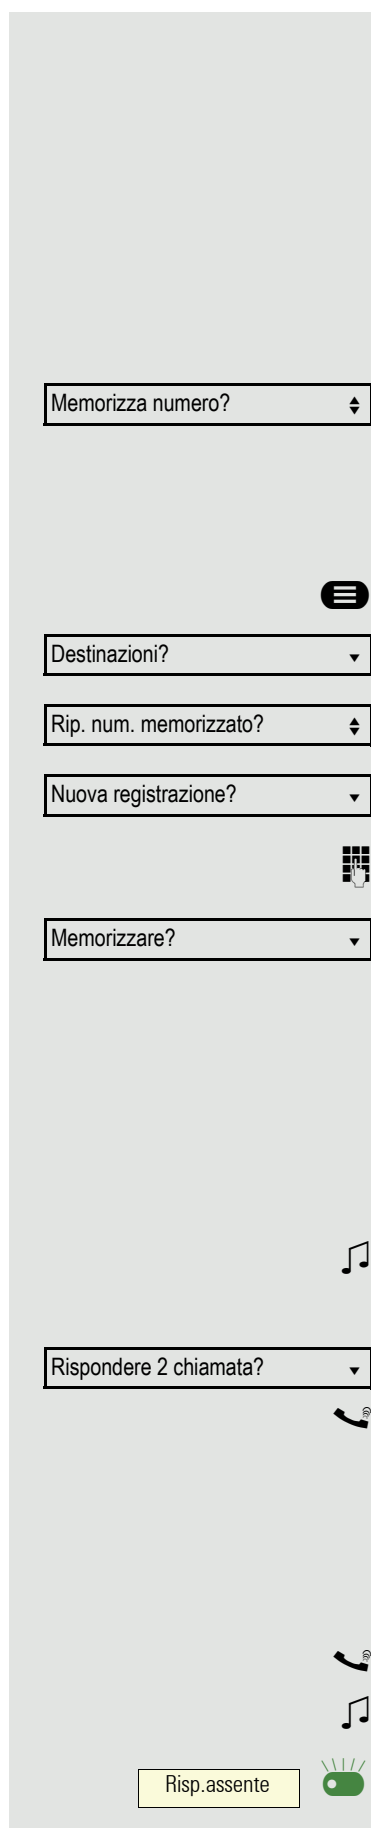 Memorizza numero?
Destinazioni?
Rip. num. memorizzato?
Nuova registrazione?
Memorizzare?
Rispondere 2 chiamata?
Risp.assente